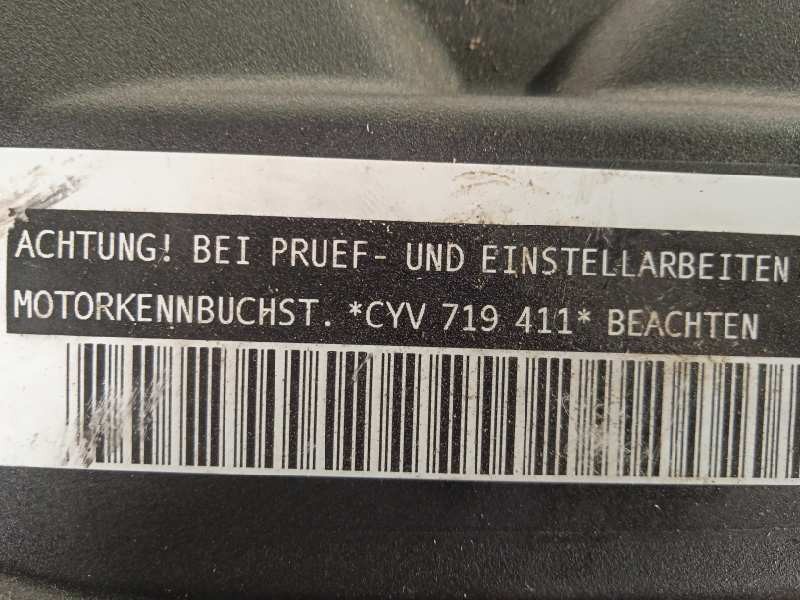 ACHTUNG! BEI PRUEF- UND EINSTELLARBEITEN
MOTORKENNBUCHST. *CYV 719 411* BEACHTEN